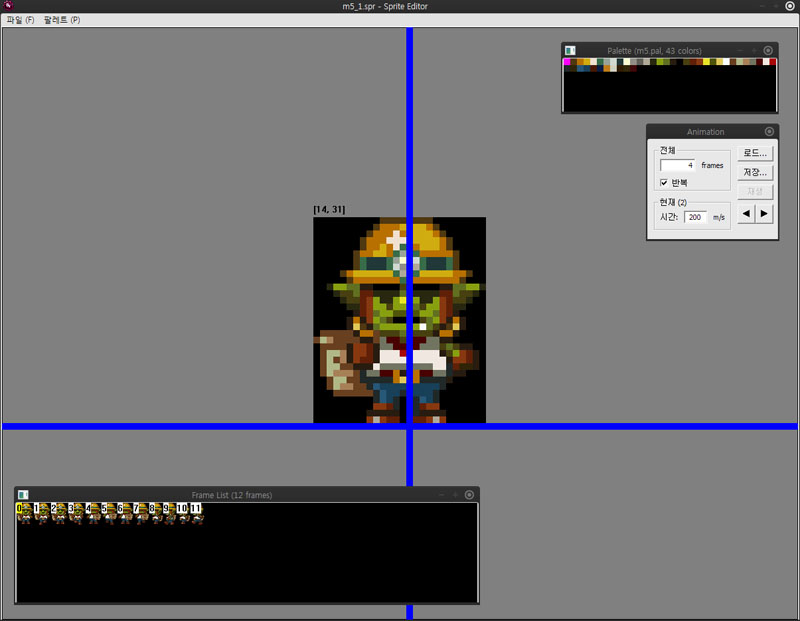 m5_1.spr - Sprite Editor
파일 (F) 팔레트 (P)
Palette (m5.pal, 43 colors)
Animation
전체
4 frames
반복
현재 (2)
시간: 200 m/s
로드...
저장...
재생
[14, 31]
Frame List (12 frames)
0 1 2 3 4 5 6 7 8 9 10 11